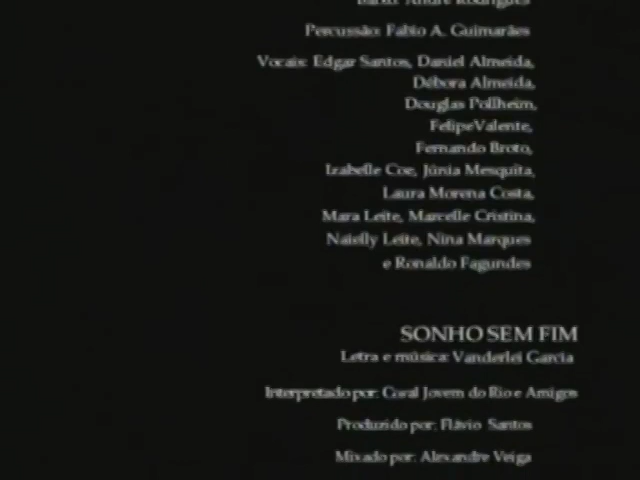 André Rodrigues
Percussão: Fabio A. Guimarães
Vocais: Edgar Santos, Daniel Almeida,
Débora Almeida,
Douglas Pollheim,
FelipeValente,
Fernando Broto,
Izabelle Coe, Júnia Mesquita,
Laura Morena Costa,
Mara Leite, Marcelle Cristina,
Natelly Leite, Nina Marques
e Ronaldo Fagundes
SONHO SEM FIM
Letra e música: Vanderlei Garcia
Interpretado por: Coral Jovem do Rio e Amigos
Produzido por: Flávio Santos
Mixado por: Alexandre Veiga